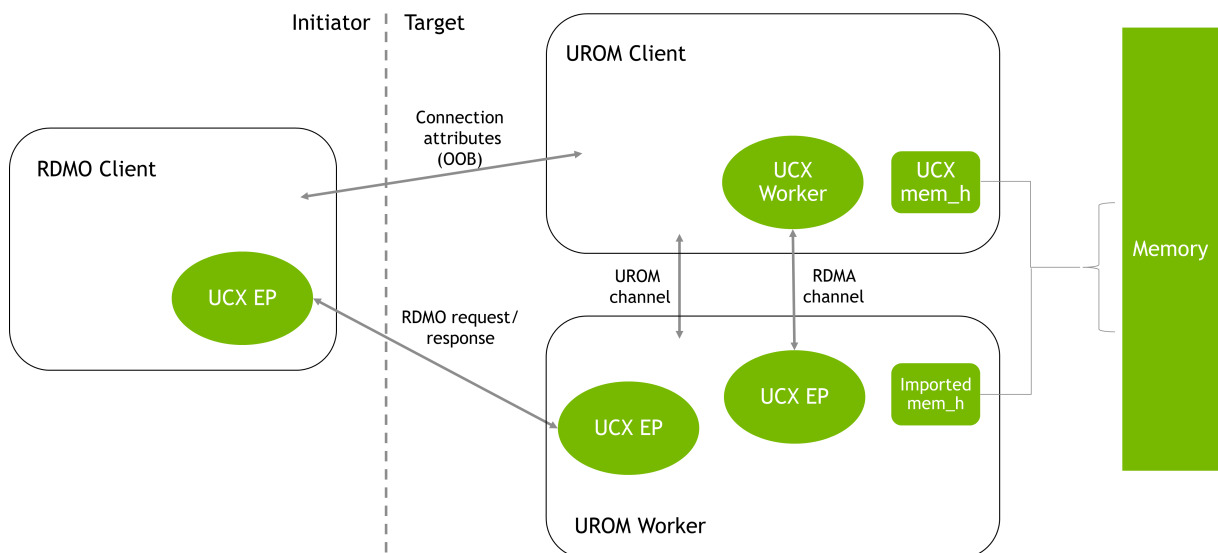 Initiator
Target
UROM Client
Connection
attributes
(OOB)
RDMO Client
UCX
Worker
UCX
mem_h
Memory
UROM
channel
RDMA
channel
UCX EP
RDMO request/
response
UCX EP
Imported
mem_h
UCX EP
UROM Worker